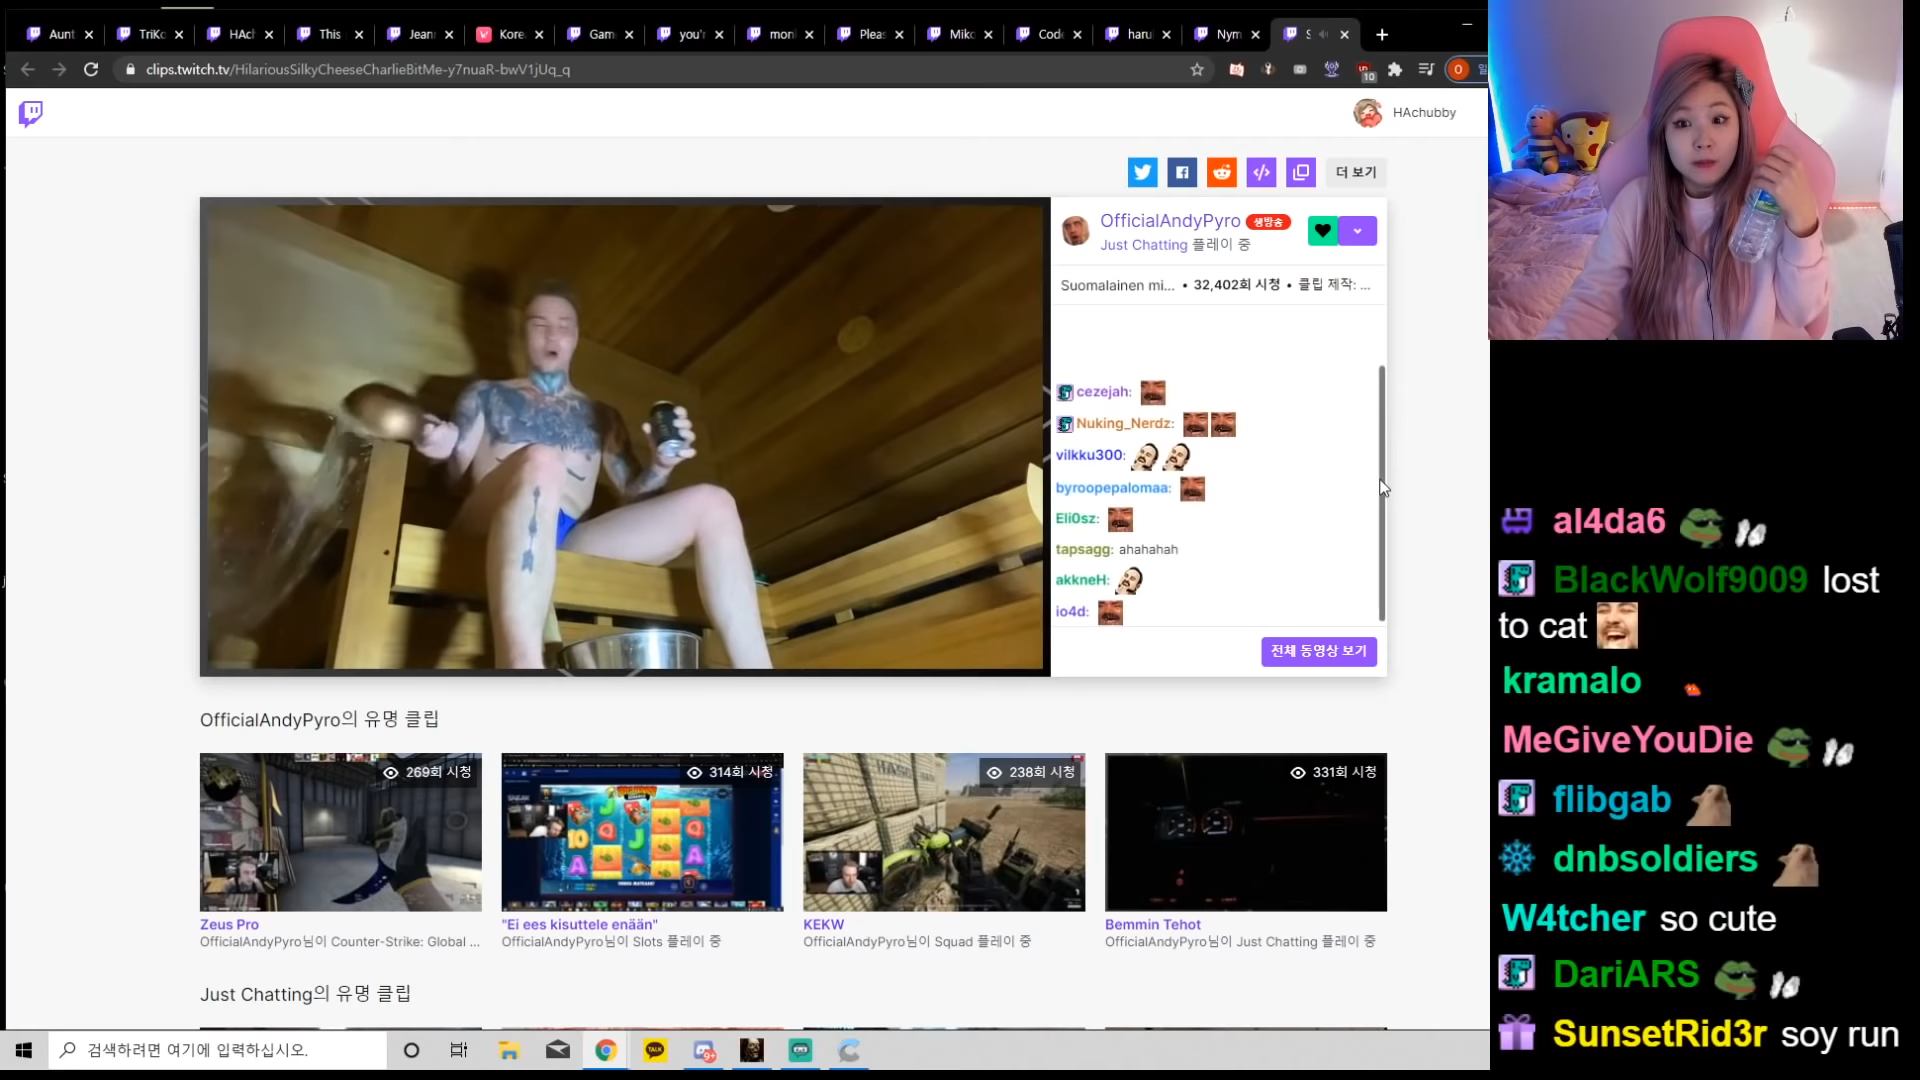 Aunt
TriKo
HAch
This
Jeanr
Kore
Gam
you'r
monl
Pleas
Miko
Code
harul
Nym
S
clips.twitch.tv/HilariousSilkyCheeseCharlieBitMe-y7nuaR-bwV1jUq_q
10
HAchubby
더 보기
OfficialAndyPyro 생방송
Just Chatting 플레이 중
Suomalainen mi... • 32,402회 시청 • 클립 제작: ...
cezejah:
Nuking_Nerdz:
vilkku300:
byroopepalomaa:
Eli0sz:
tapsagg: ahahahah
akkneH:
io4d:
전체 동영상 보기
OfficialAndyPyro의 유명 클립
269회 시청
314회 시청
238회 시청
331회 시청
Zeus Pro
OfficialAndyPyro님이 Counter-Strike: Global ...
"Ei ees kisuttele enään"
OfficialAndyPyro님이 Slots 플레이 중
KEKW
OfficialAndyPyro님이 Squad 플레이 중
Bemmin Tehot
OfficialAndyPyro님이 Just Chatting 플레이 중
Just Chatting의 유명 클립
검색하려면 여기에 입력하십시오.
TALK
9+
al4da6
BlackWolf9009 lost
to cat
kramalo
MeGiveYouDie
flibgab
dnbsoldiers
W4tcher so cute
DariARS
SunsetRid3r soy run